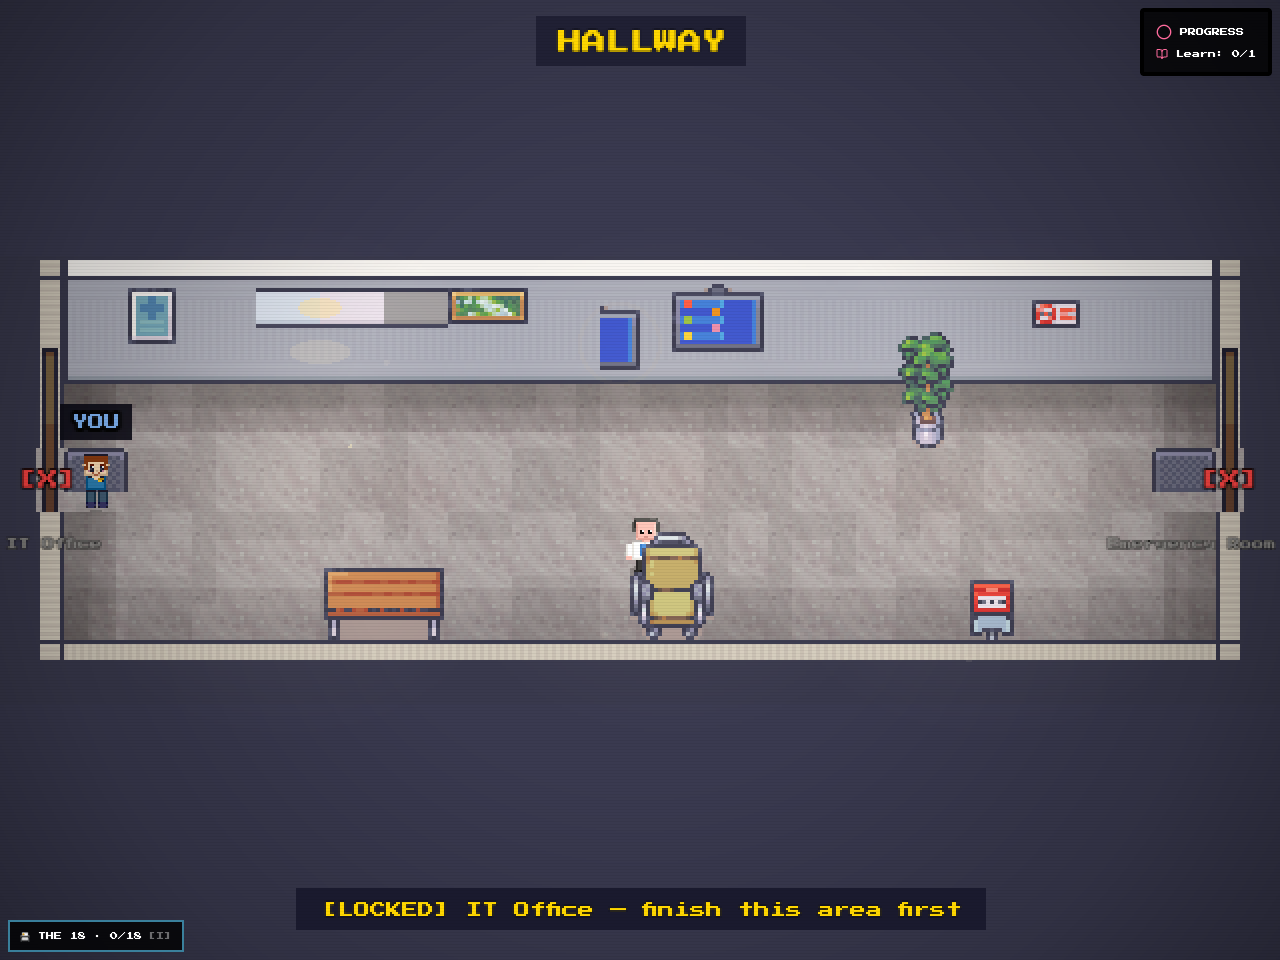 HALLWAY
PROGRESS
Learn: 0/1
YOU
[X]
[X]
IT Office
Emergency Room
[LOCKED] IT Office — finish this area first
THE 18 · 0/18 [I]